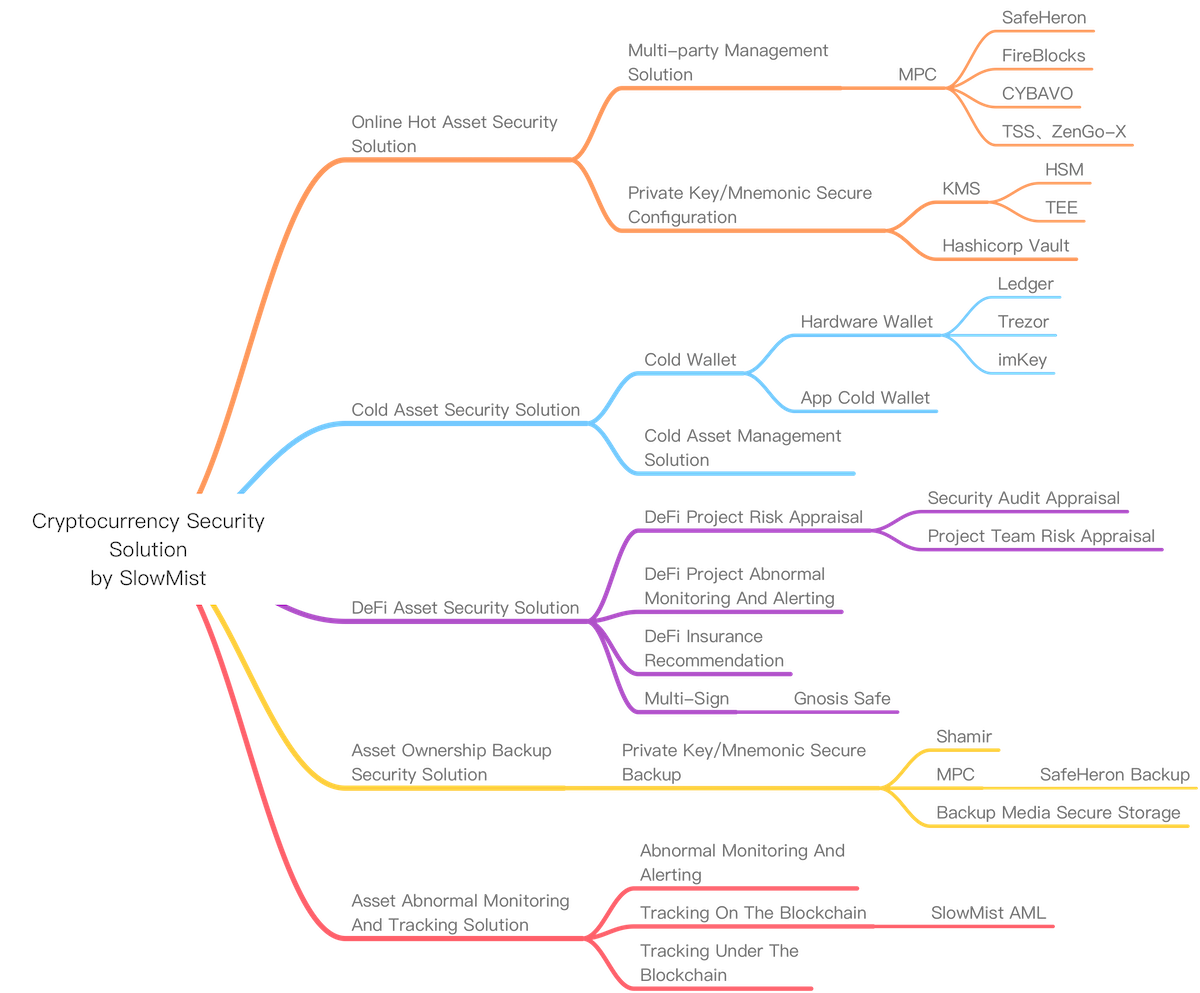 Cryptocurrency Security
Solution
by SlowMist
Online Hot Asset Security
Solution
Multi-party Management
Solution
MPC
SafeHeron
FireBlocks
CYBAVO
TSS、ZenGo-X
Private Key/Mnemonic Secure
Configuration
KMS
HSM
TEE
Hashicorp Vault
Cold Asset Security Solution
Cold Wallet
Hardware Wallet
Ledger
Trezor
imKey
App Cold Wallet
Cold Asset Management
Solution
DeFi Asset Security Solution
DeFi Project Risk Appraisal
Security Audit Appraisal
Project Team Risk Appraisal
DeFi Project Abnormal
Monitoring And Alerting
DeFi Insurance
Recommendation
Multi-Sign
Gnosis Safe
Asset Ownership Backup
Security Solution
Private Key/Mnemonic Secure
Backup
Shamir
MPC
SafeHeron Backup
Backup Media Secure Storage
Asset Abnormal Monitoring
And Tracking Solution
Abnormal Monitoring And
Alerting
Tracking On The Blockchain
SlowMist AML
Tracking Under The
Blockchain